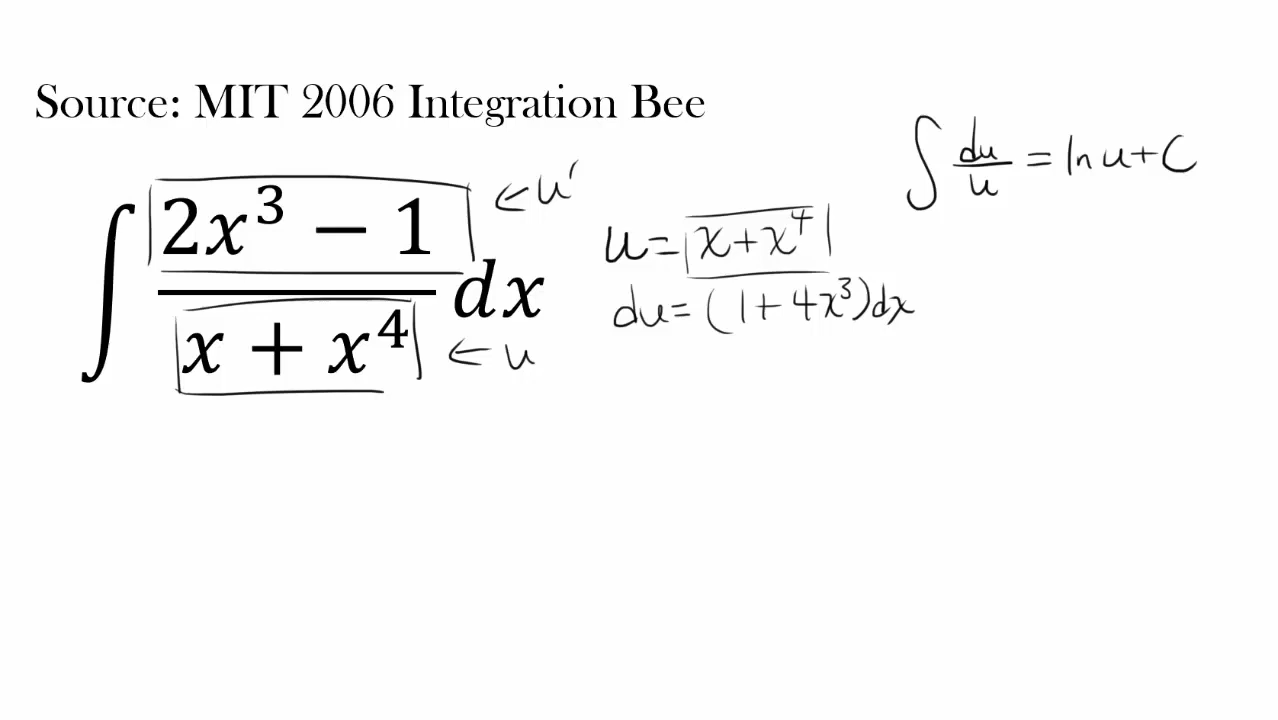 Source: MIT 2006 Integration Bee
∫ du/u = ln u + C
∫ (2x³ − 1)/(x + x⁴) dx
← u'
← u
u = x + x⁴
du = (1 + 4x³)dx